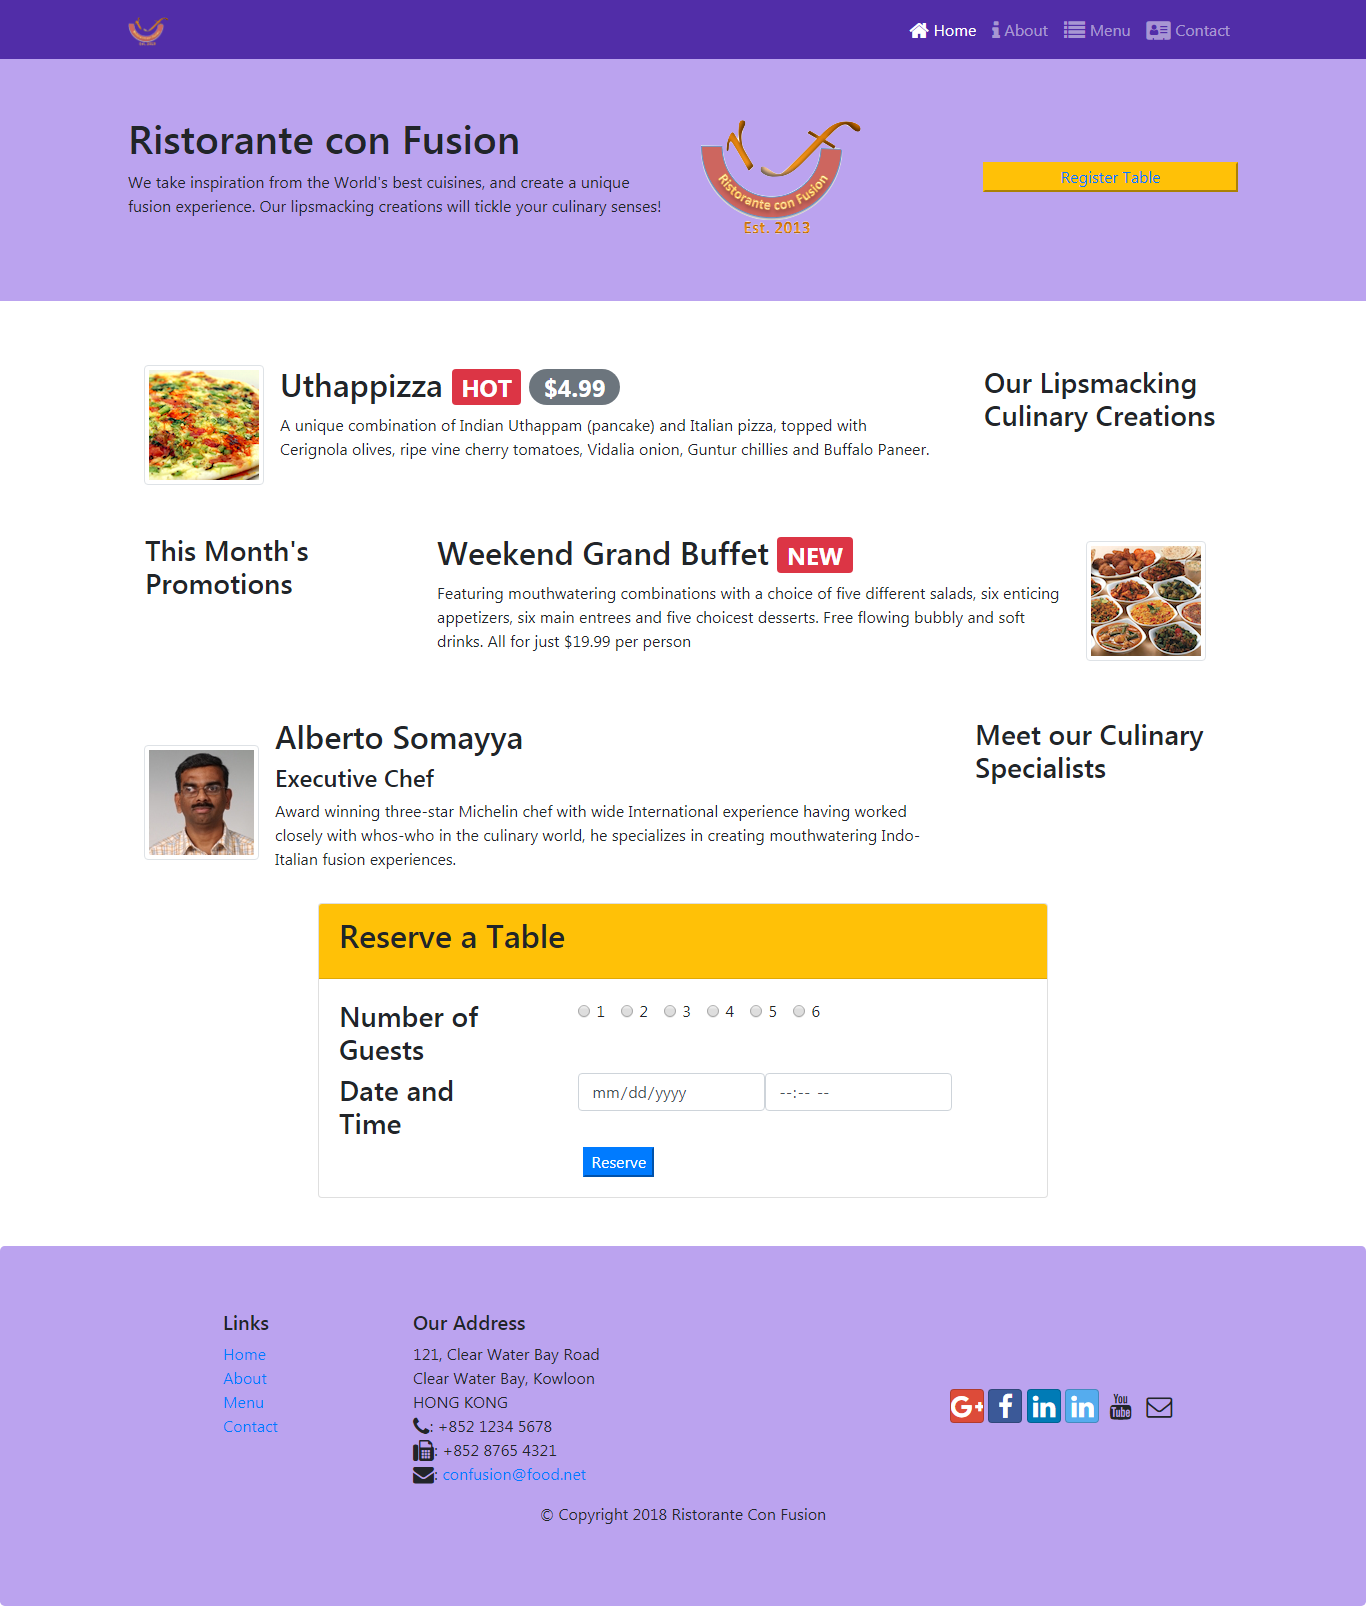 Home About Menu Contact
Ristorante con Fusion
We take inspiration from the World's best cuisines, and create a unique
fusion experience. Our lipsmacking creations will tickle your culinary senses!
Ristorante con Fusion
Est. 2013
Register Table
Uthappizza HOT $4.99
A unique combination of Indian Uthappam (pancake) and Italian pizza, topped with
Cerignola olives, ripe vine cherry tomatoes, Vidalia onion, Guntur chillies and Buffalo Paneer.
Our Lipsmacking
Culinary Creations
This Month's
Promotions
Weekend Grand Buffet NEW
Featuring mouthwatering combinations with a choice of five different salads, six enticing
appetizers, six main entrees and five choicest desserts. Free flowing bubbly and soft
drinks. All for just $19.99 per person
Alberto Somayya
Executive Chef
Award winning three-star Michelin chef with wide International experience having worked
closely with whos-who in the culinary world, he specializes in creating mouthwatering Indo-
Italian fusion experiences.
Meet our Culinary
Specialists
Reserve a Table
Number of
Guests
1 2 3 4 5 6
Date and
Time
mm/dd/yyyy --:-- --
Reserve
Links
Home
About
Menu
Contact
Our Address
121, Clear Water Bay Road
Clear Water Bay, Kowloon
HONG KONG
: +852 1234 5678
: +852 8765 4321
: confusion@food.net
G+ f in in You Tube
© Copyright 2018 Ristorante Con Fusion